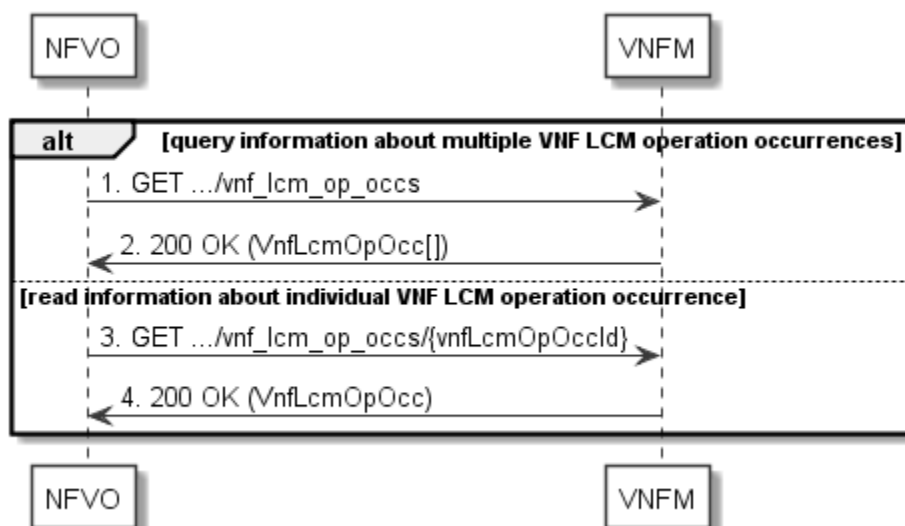 NFVO VNFM
alt [query information about multiple VNF LCM operation occurrences]
1. GET .../vnf_lcm_op_occs
2. 200 OK (VnfLcmOpOcc[])
[read information about individual VNF LCM operation occurrence]
3. GET .../vnf_lcm_op_occs/{vnfLcmOpOccId}
4. 200 OK (VnfLcmOpOcc)
NFVO VNFM